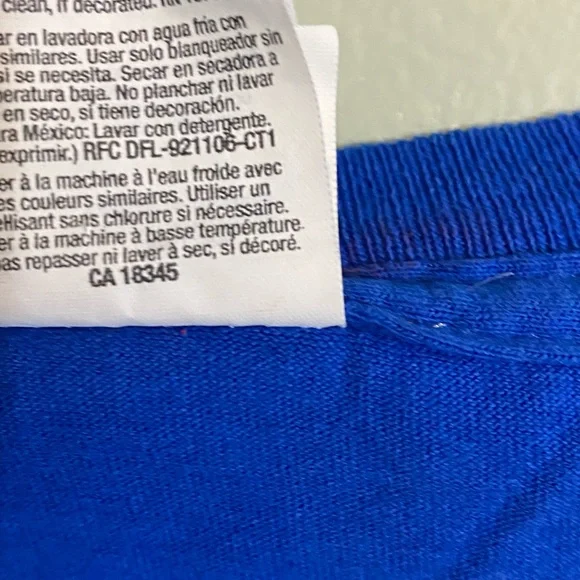 clean, if decorated.
ar en lavadora con agua fría con
similares. Usar solo blanqueador sin
si se necesita. Secar en secadora a
eratura baja. No planchar ni lavar
en seco, si tiene decoración.
ra México: Lavar con detergente.
exprimir.) RFC DFL-921106-CT1
er à la machine à l'eau froide avec
es couleurs similaires. Utiliser un
llisant sans chlorure si nécessaire.
er à la machine à basse température.
as repasser ni laver à sec, si décoré.
CA 18345